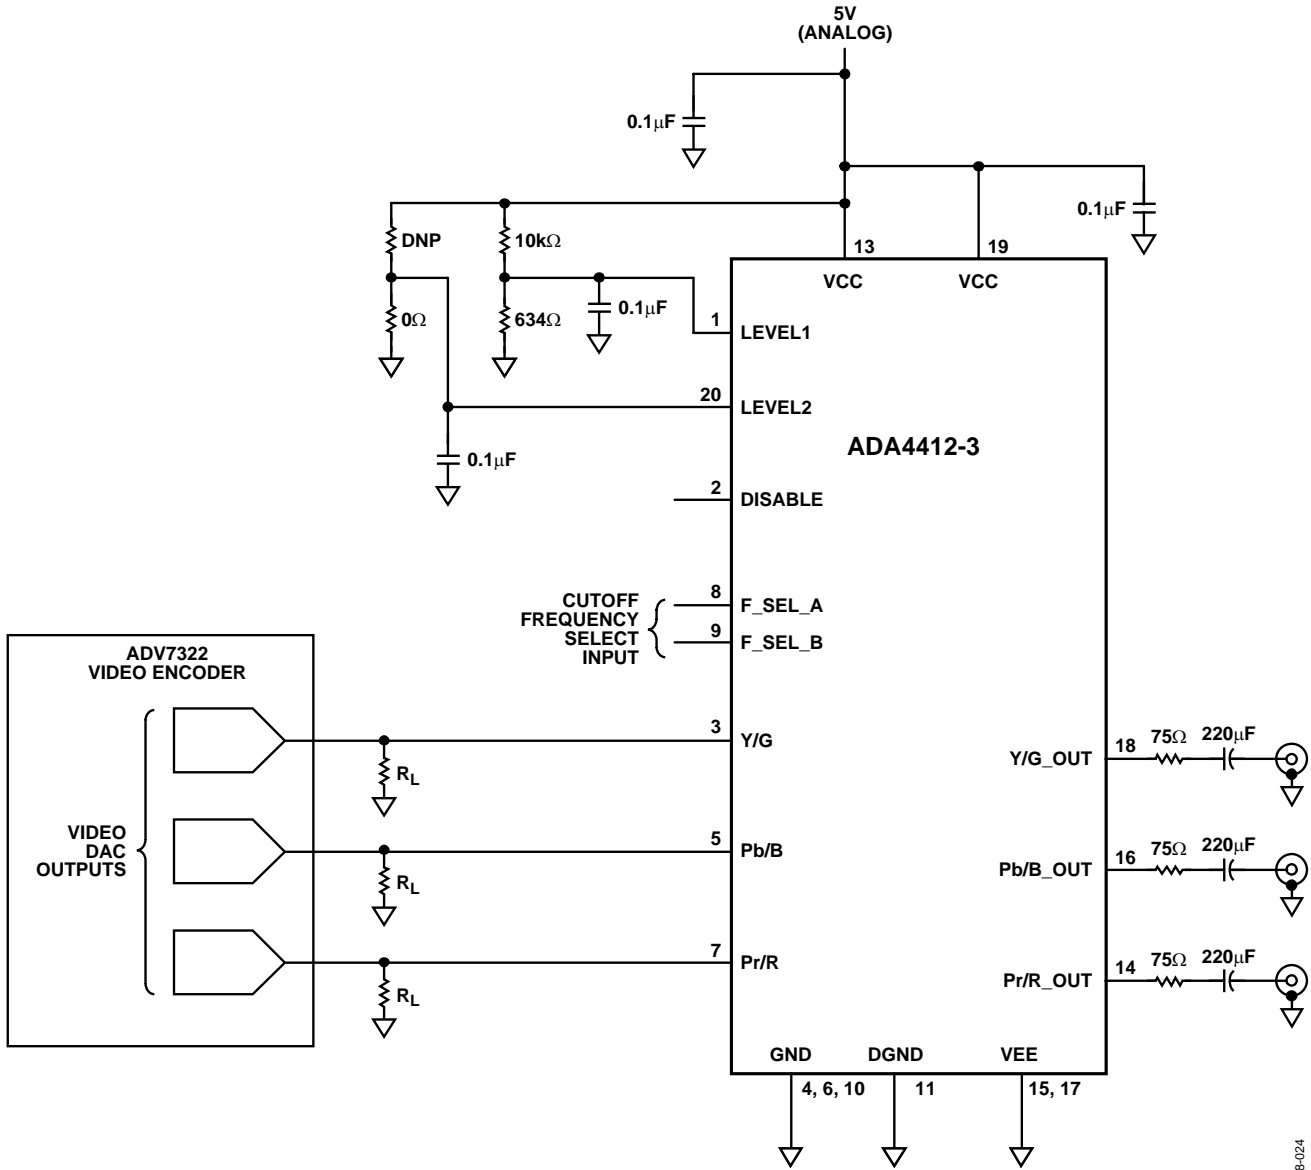 5V
(ANALOG)
0.1μF
0.1μF
DNP
10kΩ
13
19
VCC
VCC
0Ω
634Ω
0.1μF
1
LEVEL1
20
LEVEL2
ADA4412-3
0.1μF
2
DISABLE
CUTOFF
FREQUENCY
SELECT
INPUT
8
F_SEL_A
9
F_SEL_B
ADV7322
VIDEO ENCODER
3
Y/G
Y/G_OUT
18
75Ω
220μF
RL
VIDEO
DAC
OUTPUTS
5
Pb/B
Pb/B_OUT
16
75Ω
220μF
RL
7
Pr/R
Pr/R_OUT
14
75Ω
220μF
RL
GND
DGND
VEE
4, 6, 10
11
15, 17